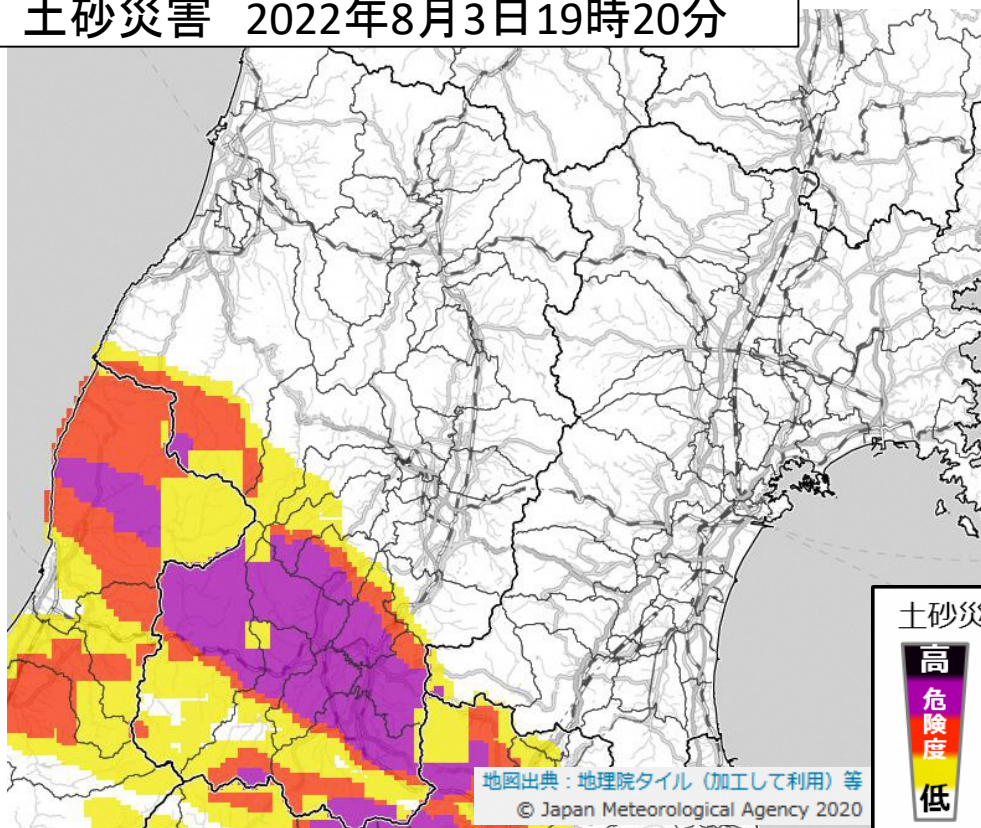 土砂災害 2022年8月3日19時20分
土砂災
高
危
険
度
低
地図出典：地理院タイル（加工して利用）等
© Japan Meteorological Agency 2020